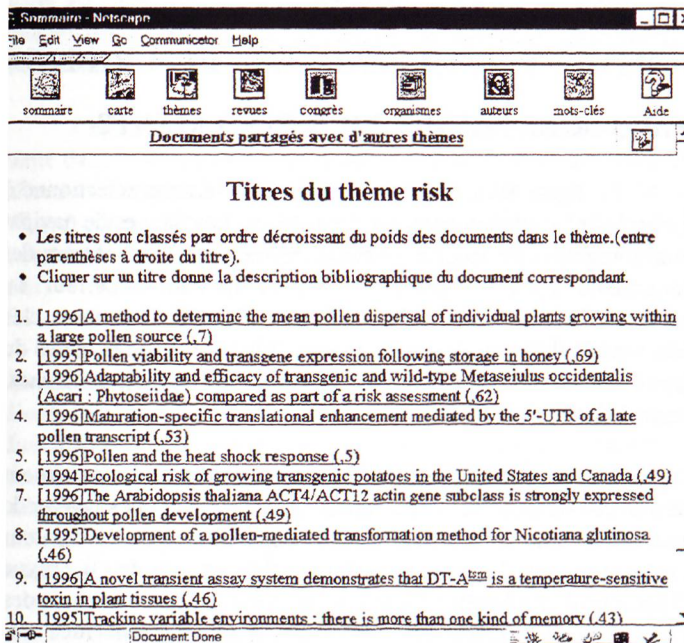 Sommaire - Netscape
File Edit View Go Communicator Help
sommaire carte thèmes revues congrès organismes auteurs mots-clés Aide
Documents partagés avec d'autres thèmes
Titres du thème risk
• Les titres sont classés par ordre décroissant du poids des documents dans le thème.(entre
parenthèses à droite du titre).
• Cliquer sur un titre donne la description bibliographique du document correspondant.
1. [1996]A method to determine the mean pollen dispersal of individual plants growing within
a large pollen source (,7)
2. [1995]Pollen viability and transgene expression following storage in honey (,69)
3. [1996]Adaptability and efficacy of transgenic and wild-type Metaseiulus occidentalis
(Acari : Phytoseiidae) compared as part of a risk assessment (,62)
4. [1996]Maturation-specific translational enhancement mediated by the 5'-UTR of a late
pollen transcript (,53)
5. [1996]Pollen and the heat shock response (,5)
6. [1994]Ecological risk of growing transgenic potatoes in the United States and Canada (,49)
7. [1996]The Arabidopsis thaliana ACT4/ACT12 actin gene subclass is strongly expressed
throughout pollen development (,49)
8. [1995]Development of a pollen-mediated transformation method for Nicotiana glutinosa
(,46)
9. [1996]A novel transient assay system demonstrates that DT-Atsm is a temperature-sensitive
toxin in plant tissues (,46)
10. [1995]Tracking variable environments : there is more than one kind of memory (,43)
Document Done